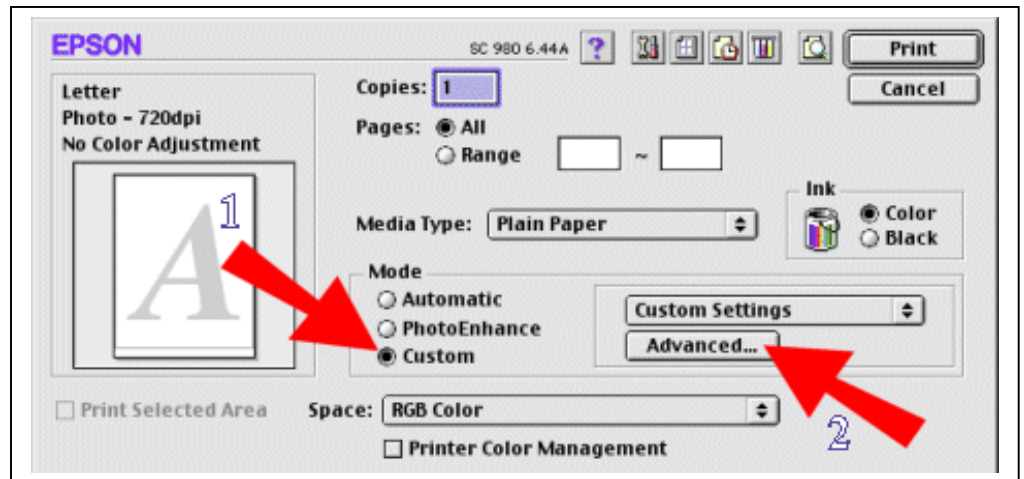 EPSON
SC 980 6.44A
?
Print
Letter
Photo - 720dpi
No Color Adjustment
A
1
Copies: 1
Cancel
Pages: All
Range ~
Media Type: Plain Paper
Ink
Color
Black
Mode
Automatic
PhotoEnhance
Custom
Custom Settings
Advanced...
2
Print Selected Area
Space: RGB Color
Printer Color Management